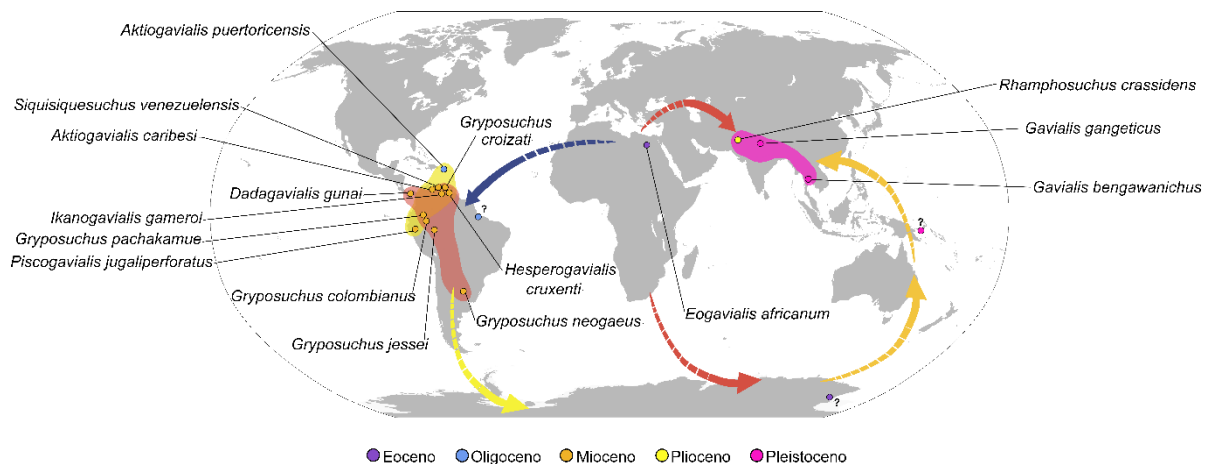 Aktiogavialis puertoricensis
Siquisiquesuchus venezuelensis
Aktiogavialis caribesi
Gryposuchus
croizati
Dadagavialis gunai
Ikanogavialis gameroi
Gryposuchus pachakamue
Piscogavialis jugaliperforatus
Gryposuchus colombianus
Gryposuchus jessei
Hesperogavialis
cruxenti
Gryposuchus neogaeus
?
Eogavialis africanum
Rhamphosuchus crassidens
Gavialis gangeticus
Gavialis bengawanichus
?
?
Eoceno Oligoceno Mioceno Plioceno Pleistoceno